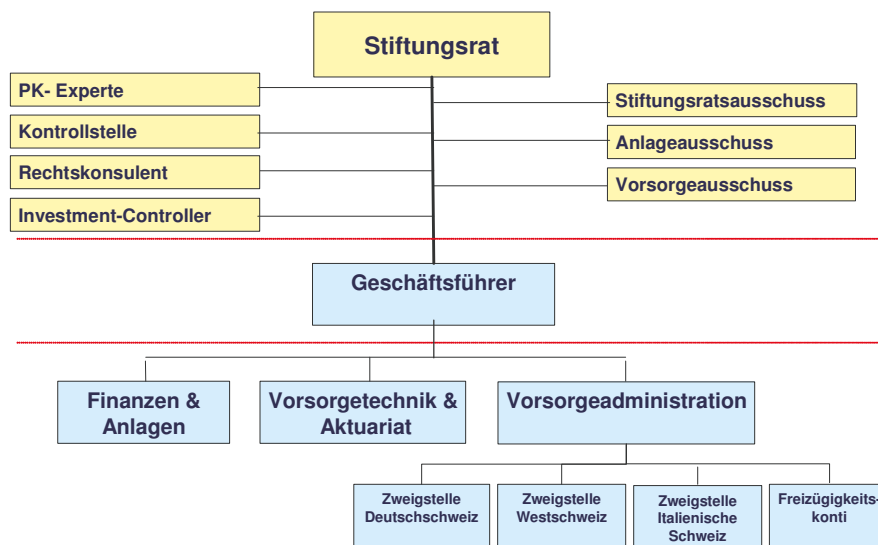 Stiftungsrat
PK- Experte
Kontrollstelle
Rechtskonsulent
Investment-Controller
Stiftungsratsausschuss
Anlageausschuss
Vorsorgeausschuss
Geschäftsführer
Finanzen &
Anlagen
Vorsorgetechnik &
Aktuariat
Vorsorgeadministration
Zweigstelle
Deutschschweiz
Zweigstelle
Westschweiz
Zweigstelle
Italienische
Schweiz
Freizügigkeits-
konti